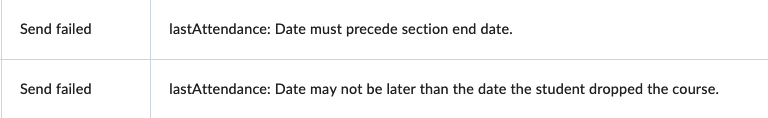 Send failed lastAttendance: Date must precede section end date.
Send failed lastAttendance: Date may not be later than the date the student dropped the course.